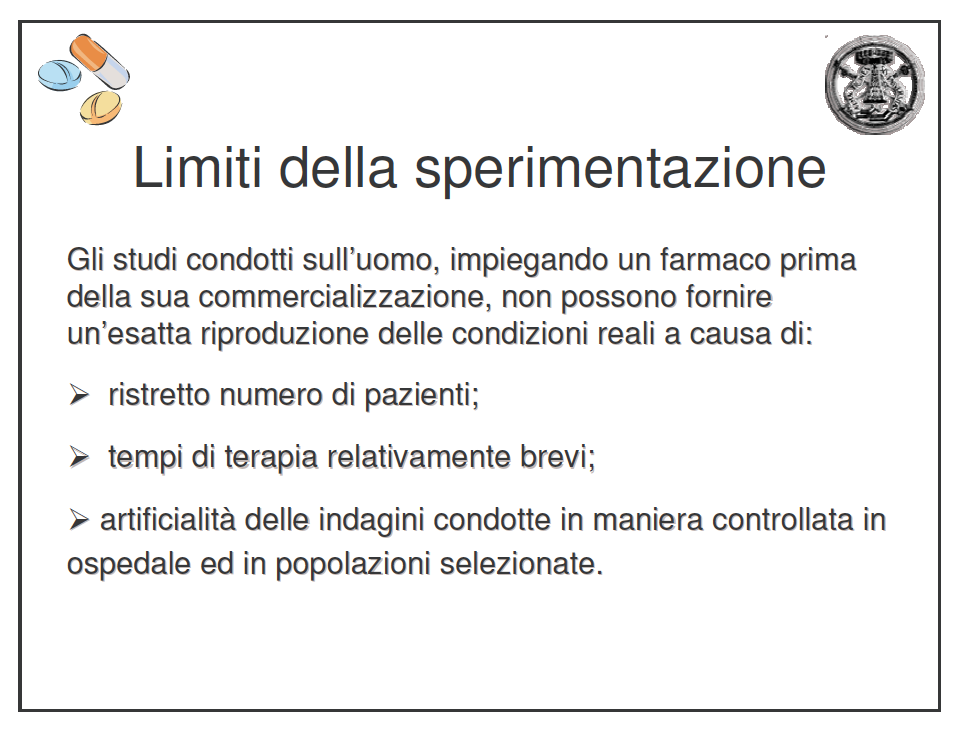 Limiti della sperimentazione
Gli studi condotti sull’uomo, impiegando un farmaco prima
della sua commercializzazione, non possono fornire
un’esatta riproduzione delle condizioni reali a causa di:
➢ ristretto numero di pazienti;
➢ tempi di terapia relativamente brevi;
➢ artificialità delle indagini condotte in maniera controllata in
ospedale ed in popolazioni selezionate.